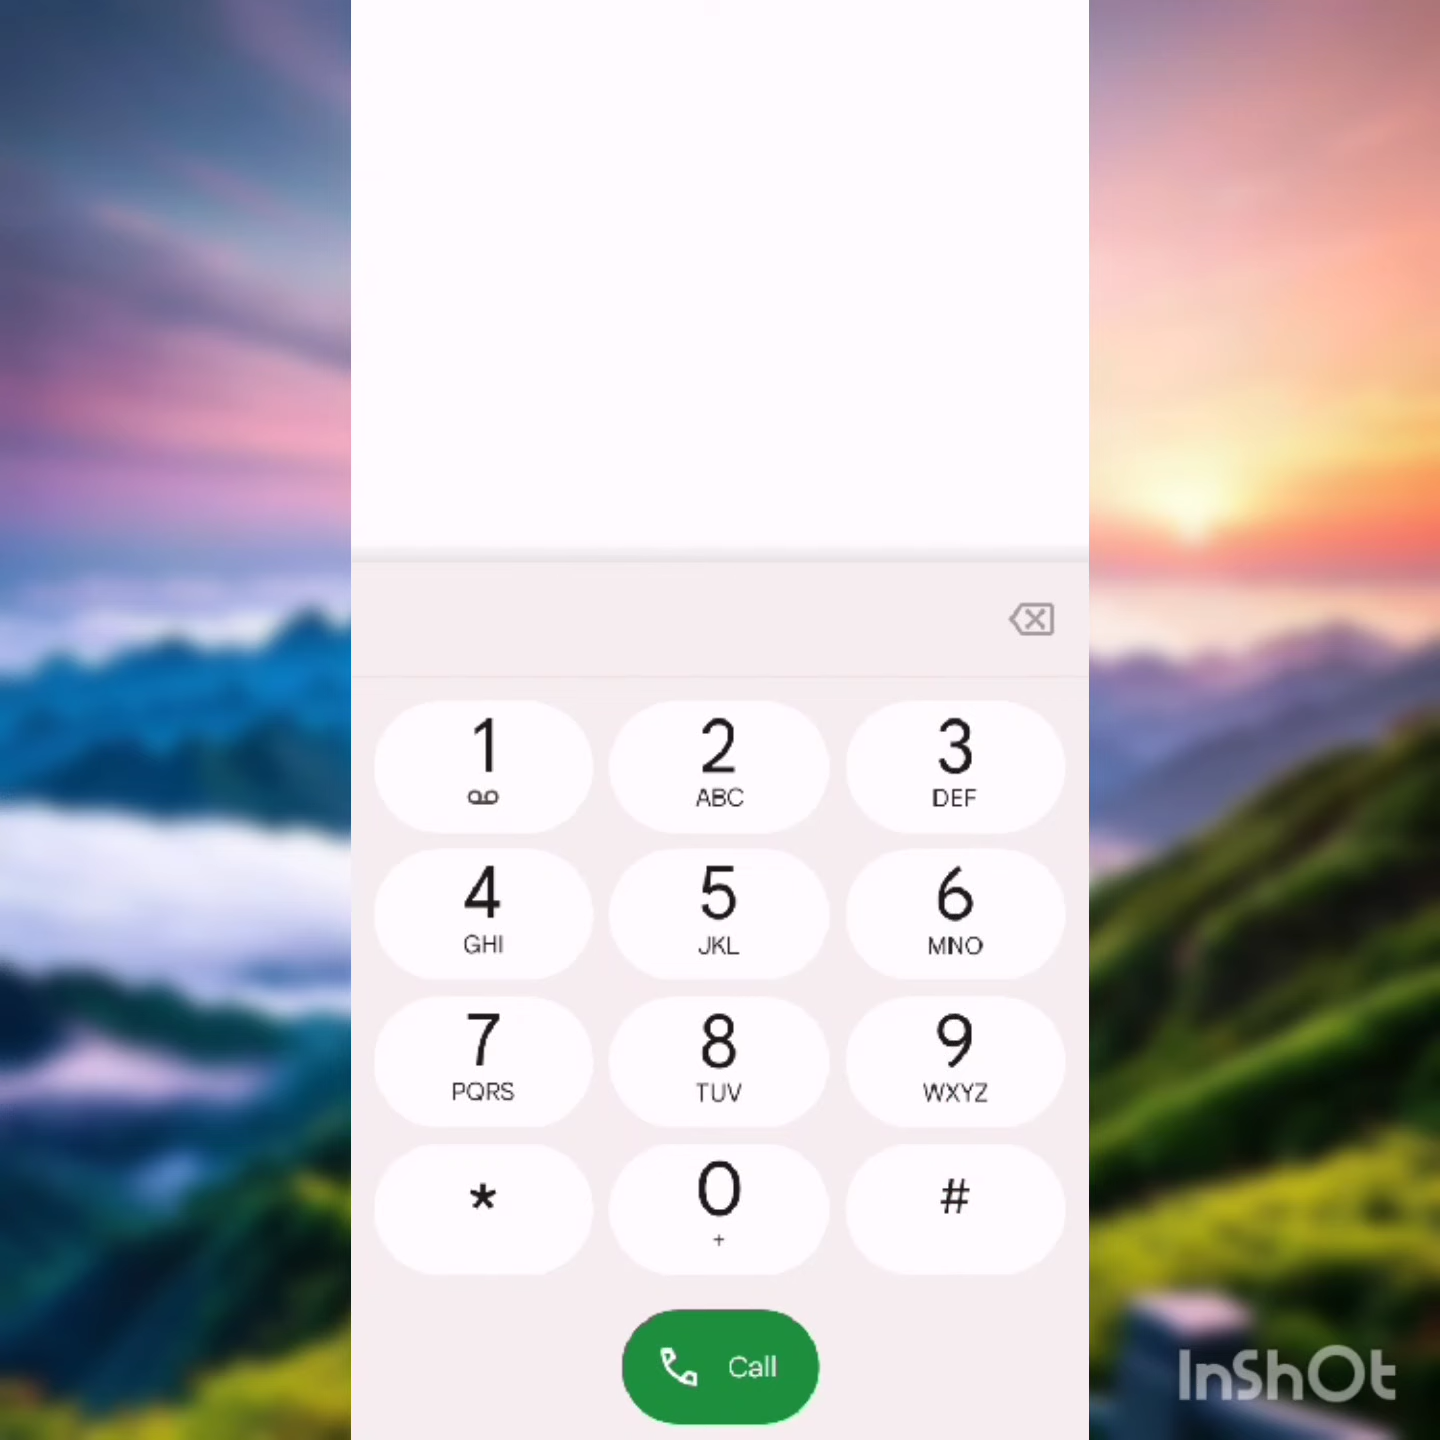 1 2 3
ABC DEF
4 5 6
GHI JKL MNO
7 8 9
PQRS TUV WXYZ
* 0 #
+
Call
InShOt